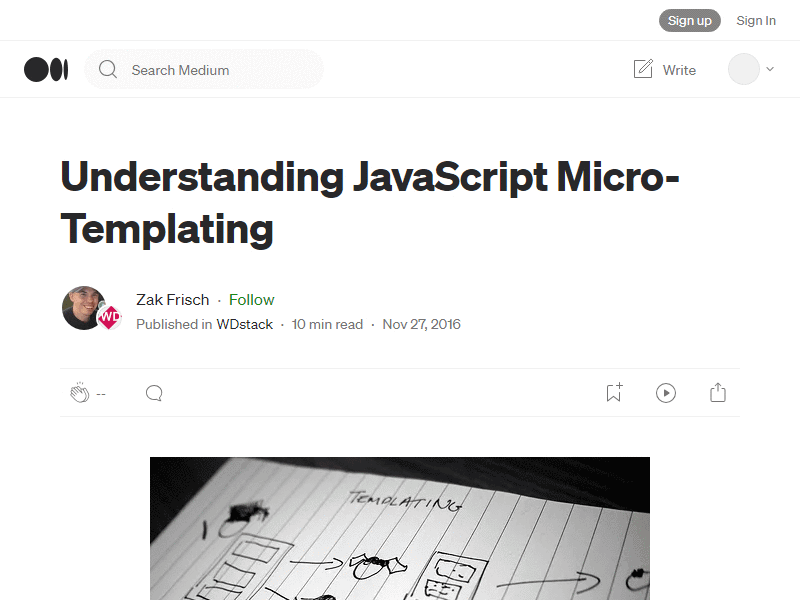 Sign up
Sign In
Search Medium
Write
Understanding JavaScript Micro-
Templating
WD
Zak Frisch · Follow
Published in WDstack · 10 min read · Nov 27, 2016
--
TEMPLATING